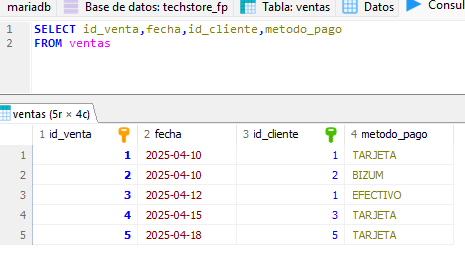 mariadb Base de datos: techstore_fp Tabla: ventas Datos Consul
1 SELECT id_venta,fecha,id_cliente,metodo_pago
2 FROM ventas
ventas (5r × 4c)
1 id_venta 2 fecha 3 id_cliente 4 metodo_pago
1 1 2025-04-10 1 TARJETA
2 2 2025-04-10 2 BIZUM
3 3 2025-04-12 1 EFECTIVO
4 4 2025-04-15 3 TARJETA
5 5 2025-04-18 5 TARJETA